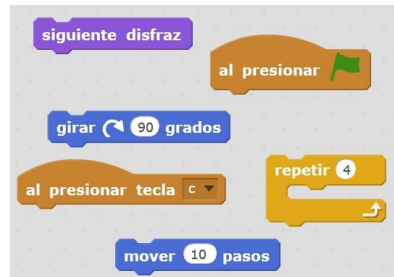 siguiente disfraz
al presionar
girar 90 grados
al presionar tecla c
repetir 4
mover 10 pasos